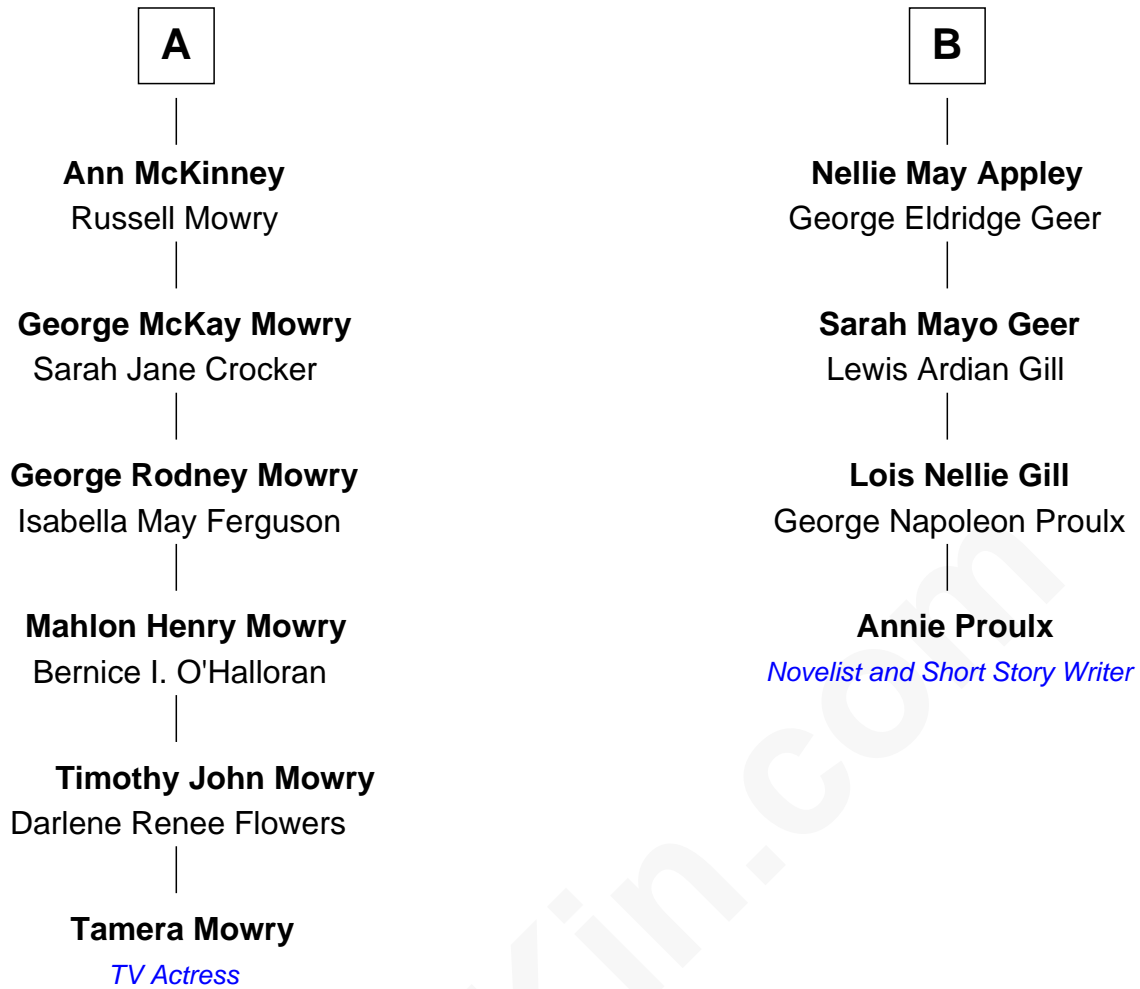 A
Ann McKinney
Russell Mowry
George McKay Mowry
Sarah Jane Crocker
George Rodney Mowry
Isabella May Ferguson
Mahlon Henry Mowry
Bernice I. O'Halloran
Timothy John Mowry
Darlene Renee Flowers
Tamera Mowry
TV Actress
B
Nellie May Appley
George Eldridge Geer
Sarah Mayo Geer
Lewis Ardian Gill
Lois Nellie Gill
George Napoleon Proulx
Annie Proulx
Novelist and Short Story Writer